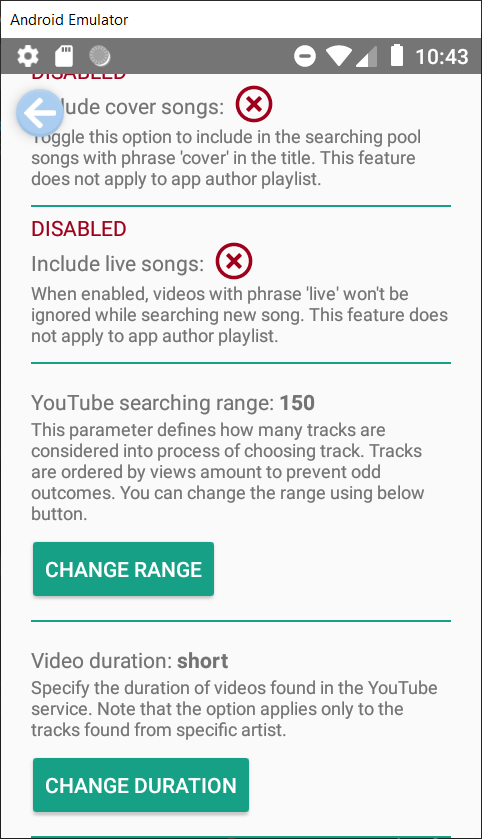 Android Emulator
10:43
DISABLED
lude cover songs:
Toggle this option to include in the searching pool
songs with phrase 'cover' in the title. This feature
does not apply to app author playlist.
DISABLED
Include live songs:
When enabled, videos with phrase 'live' won't be
ignored while searching new song. This feature does
not apply to app author playlist.
YouTube searching range: 150
This parameter defines how many tracks are
considered into process of choosing track. Tracks
are ordered by views amount to prevent odd
outcomes. You can change the range using below
button.
CHANGE RANGE
Video duration: short
Specify the duration of videos found in the YouTube
service. Note that the option applies only to the
tracks found from specific artist.
CHANGE DURATION